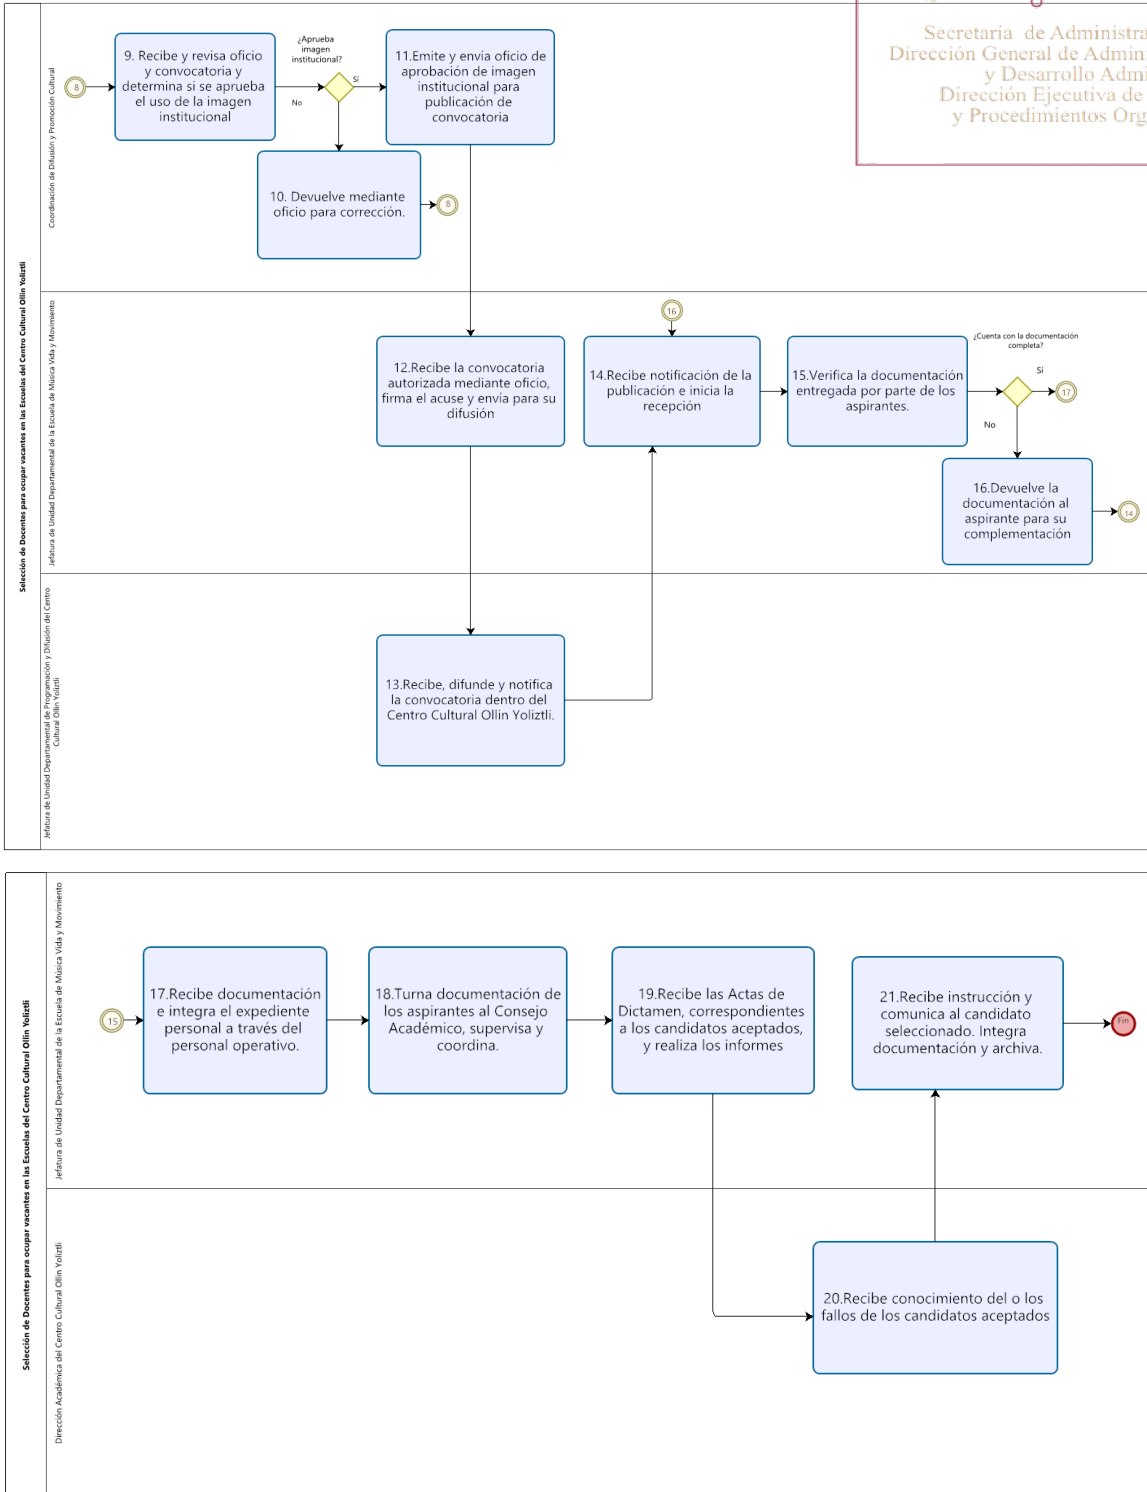 Secretaría de Administra
Dirección General de Admin
y Desarrollo Admi
Dirección Ejecutiva de
y Procedimientos Org
Selección de Docentes para ocupar vacantes en las Escuelas del Centro Cultural Ollin Yoliztli
Coordinación de Difusión y Promoción Cultural
8
9. Recibe y revisa oficio
y convocatoria y
determina si se aprueba
el uso de la imagen
institucional
¿Aprueba
imagen
institucional?
Sí
No
11.Emite y envía oficio de
aprobación de imagen
institucional para
publicación de
convocatoria
10. Devuelve mediante
oficio para corrección.
8
Jefatura de Unidad Departamental de la Escuela de Música Vida y Movimiento
12.Recibe la convocatoria
autorizada mediante oficio,
firma el acuse y envía para su
difusión
16
14.Recibe notificación de la
publicación e inicia la
recepción
15.Verifica la documentación
entregada por parte de los
aspirantes.
¿Cuenta con la documentación
completa?
Sí
17
No
16.Devuelve la
documentación al
aspirante para su
complementación
14
Jefatura de Unidad Departamental de Programación y Difusión del Centro
Cultural Ollin Yoliztli
13.Recibe, difunde y notifica
la convocatoria dentro del
Centro Cultural Ollin Yoliztli.
Selección de Docentes para ocupar vacantes en las Escuelas del Centro Cultural Ollin Yoliztli
Jefatura de Unidad Departamental de la Escuela de Música Vida y Movimiento
15
17.Recibe documentación
e integra el expediente
personal a través del
personal operativo.
18.Turna documentación de
los aspirantes al Consejo
Académico, supervisa y
coordina.
19.Recibe las Actas de
Dictamen, correspondientes
a los candidatos aceptados,
y realiza los informes
21.Recibe instrucción y
comunica al candidato
seleccionado. Integra
documentación y archiva.
Fin
Dirección Académica del Centro Cultural Ollin Yoliztli
20.Recibe conocimiento del o los
fallos de los candidatos aceptados